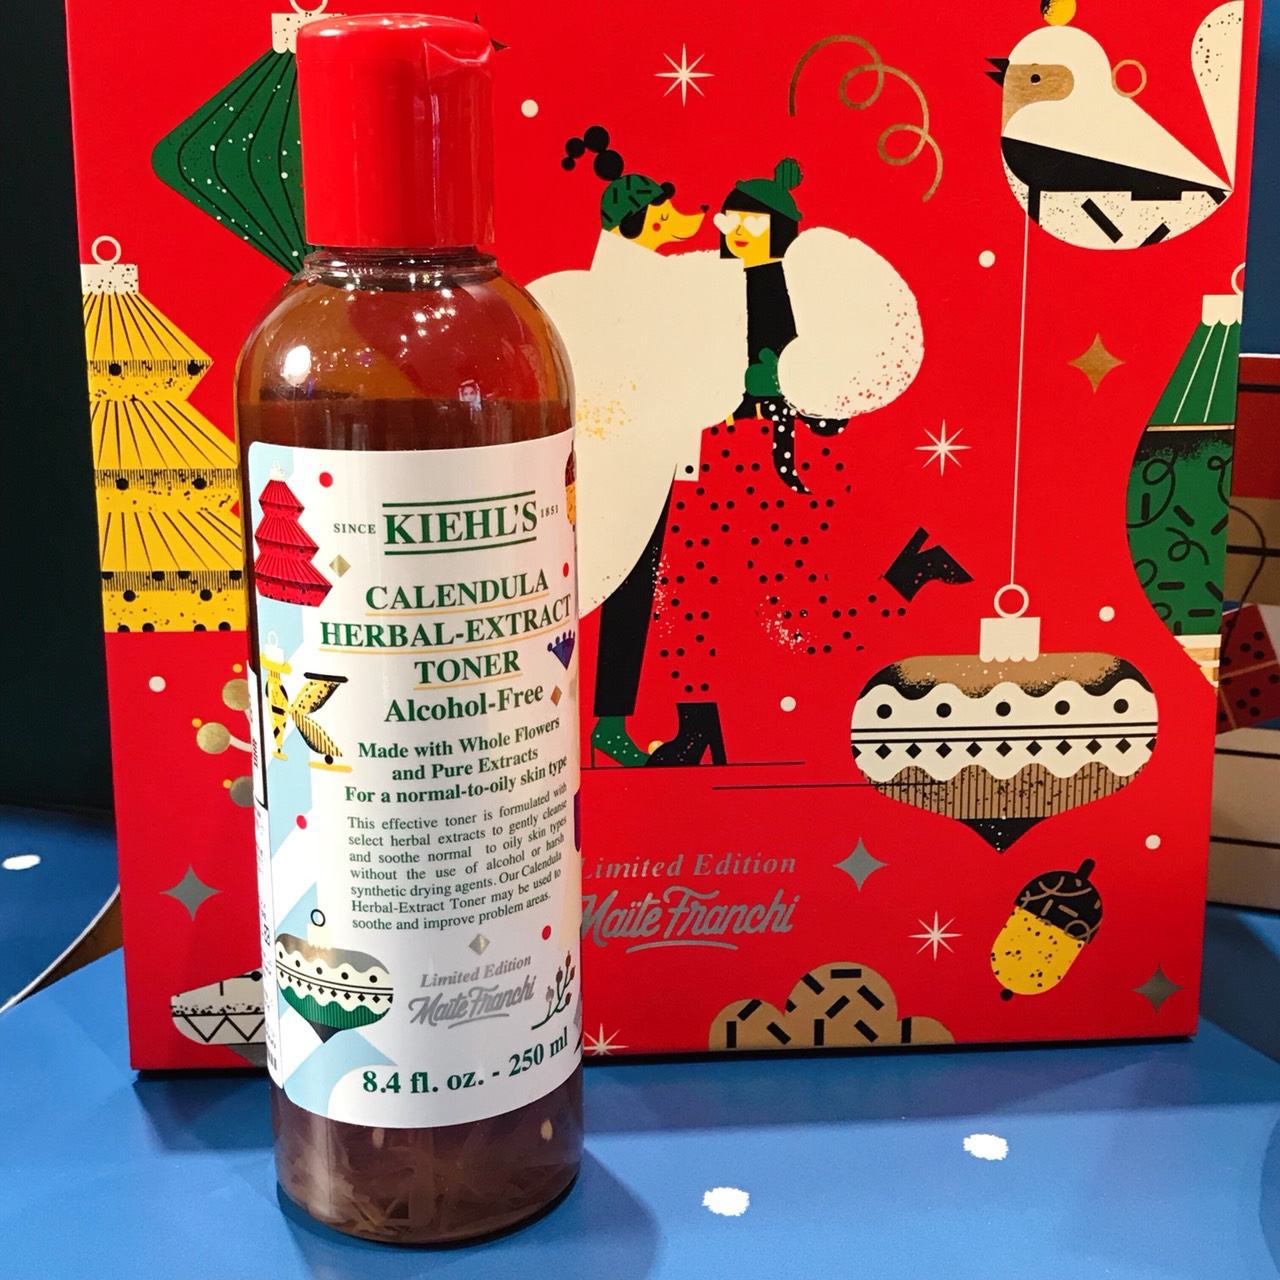 SINCE KIEHL'S 1851
CALENDULA
HERBAL-EXTRACT
TONER
Alcohol-Free
Made with Whole Flowers
and Pure Extracts
For a normal-to-oily skin type
This effective toner is formulated with
select herbal extracts to gently cleanse
and soothe normal to oily skin types
without the use of alcohol or harsh
synthetic drying agents. Our Calendula
Herbal-Extract Toner may be used to
soothe and improve problem areas.
Limited Edition
Maïte Franchi
8.4 fl. oz. - 250 ml
K
Limited Edition
Maïte Franchi